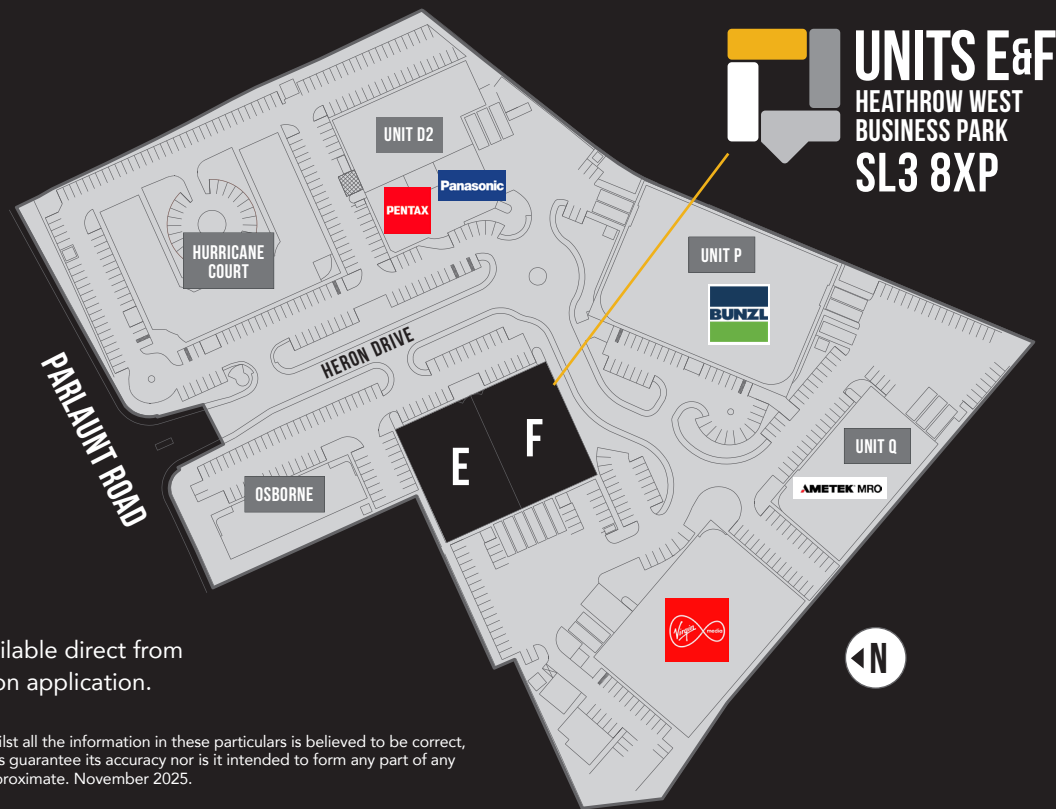 UNITS E&F
HEATHROW WEST
BUSINESS PARK
SL3 8XP
UNIT D2
Panasonic
PENTAX
HURRICANE
COURT
UNIT P
BUNZL
HERON DRIVE
PARLAUNT ROAD
E
F
UNIT Q
AMETEK MRO
OSBORNE
Virgin media
N
ilable direct from
on application.
ilst all the information in these particulars is believed to be correct,
s guarantee its accuracy nor is it intended to form any part of any
proximate. November 2025.